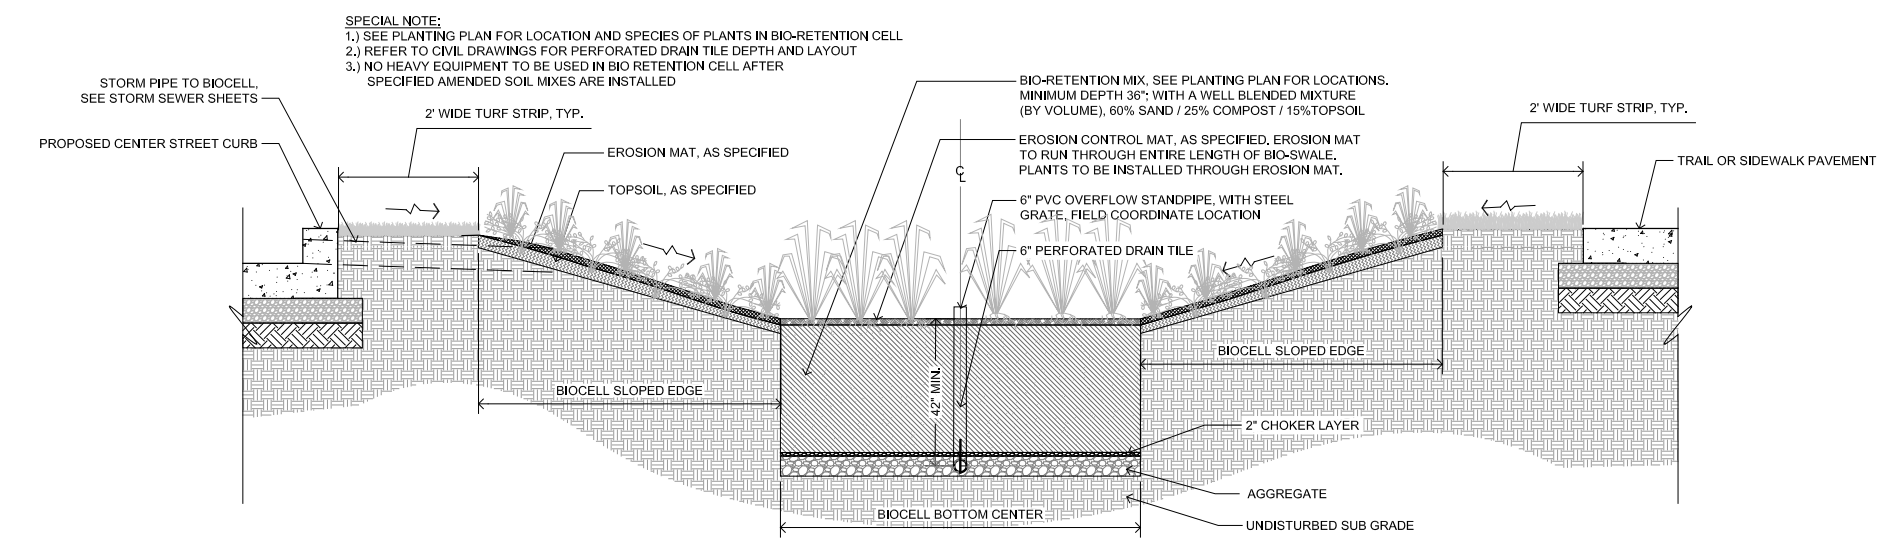 SPECIAL NOTE:
1.) SEE PLANTING PLAN FOR LOCATION AND SPECIES OF PLANTS IN BIO-RETENTION CELL
2.) REFER TO CIVIL DRAWINGS FOR PERFORATED DRAIN TILE DEPTH AND LAYOUT
3.) NO HEAVY EQUIPMENT TO BE USED IN BIO RETENTION CELL AFTER
SPECIFIED AMENDED SOIL MIXES ARE INSTALLED
STORM PIPE TO BIOCELL,
SEE STORM SEWER SHEETS
2' WIDE TURF STRIP, TYP.
PROPOSED CENTER STREET CURB
EROSION MAT, AS SPECIFIED
TOPSOIL, AS SPECIFIED
BIO-RETENTION MIX, SEE PLANTING PLAN FOR LOCATIONS.
MINIMUM DEPTH 36"; WITH A WELL BLENDED MIXTURE
(BY VOLUME), 60% SAND / 25% COMPOST / 15%TOPSOIL
EROSION CONTROL MAT, AS SPECIFIED. EROSION MAT
TO RUN THROUGH ENTIRE LENGTH OF BIO-SWALE.
PLANTS TO BE INSTALLED THROUGH EROSION MAT.
CL
6" PVC OVERFLOW STANDPIPE, WITH STEEL
GRATE, FIELD COORDINATE LOCATION
6" PERFORATED DRAIN TILE
2' WIDE TURF STRIP, TYP.
TRAIL OR SIDEWALK PAVEMENT
BIOCELL SLOPED EDGE
BIOCELL SLOPED EDGE
42" MIN.
2" CHOKER LAYER
AGGREGATE
BIOCELL BOTTOM CENTER
UNDISTURBED SUB GRADE